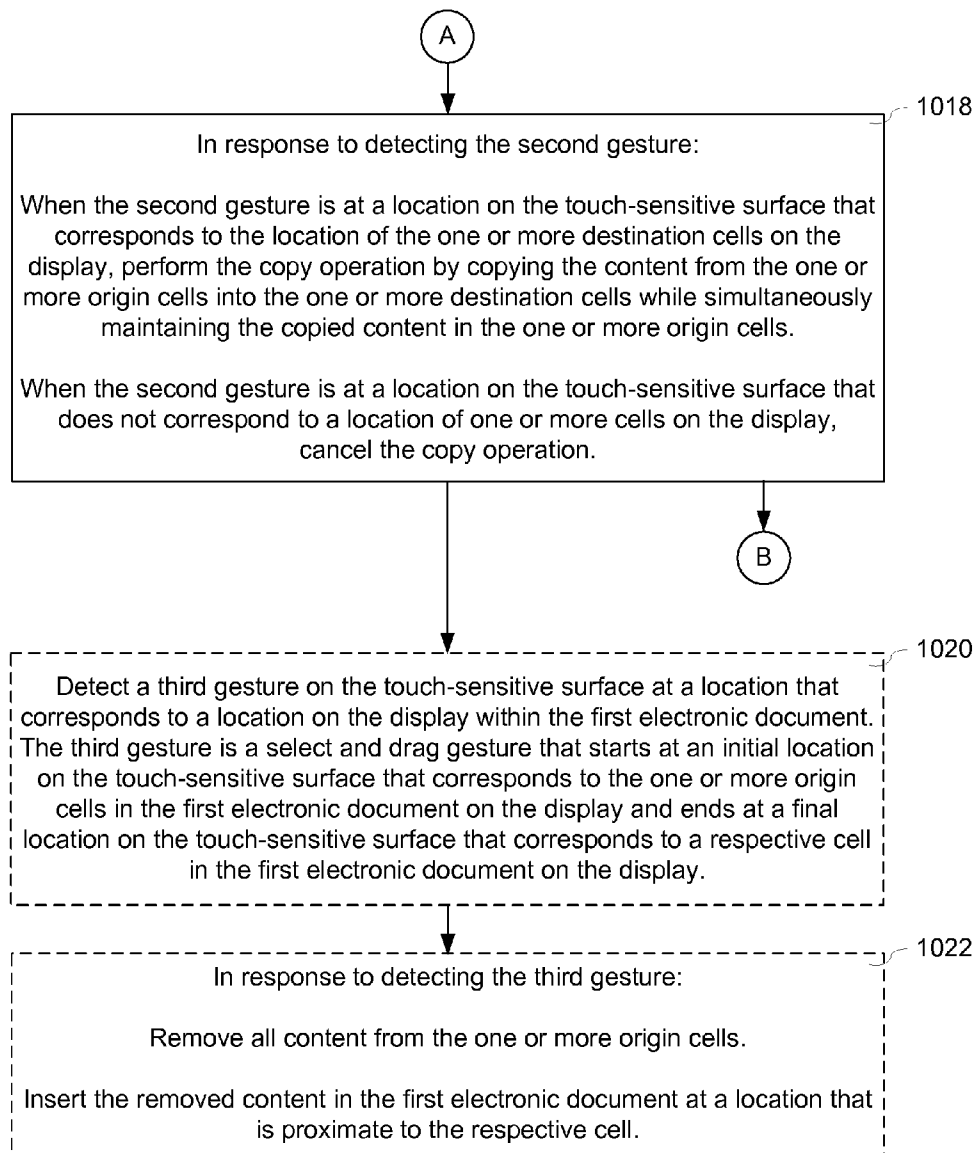 A
1018
In response to detecting the second gesture:
When the second gesture is at a location on the touch-sensitive surface that
corresponds to the location of the one or more destination cells on the
display, perform the copy operation by copying the content from the one or
more origin cells into the one or more destination cells while simultaneously
maintaining the copied content in the one or more origin cells.
When the second gesture is at a location on the touch-sensitive surface that
does not correspond to a location of one or more cells on the display,
cancel the copy operation.
B
1020
Detect a third gesture on the touch-sensitive surface at a location that
corresponds to a location on the display within the first electronic document.
The third gesture is a select and drag gesture that starts at an initial location
on the touch-sensitive surface that corresponds to the one or more origin
cells in the first electronic document on the display and ends at a final
location on the touch-sensitive surface that corresponds to a respective cell
in the first electronic document on the display.
1022
In response to detecting the third gesture:
Remove all content from the one or more origin cells.
Insert the removed content in the first electronic document at a location that
is proximate to the respective cell.